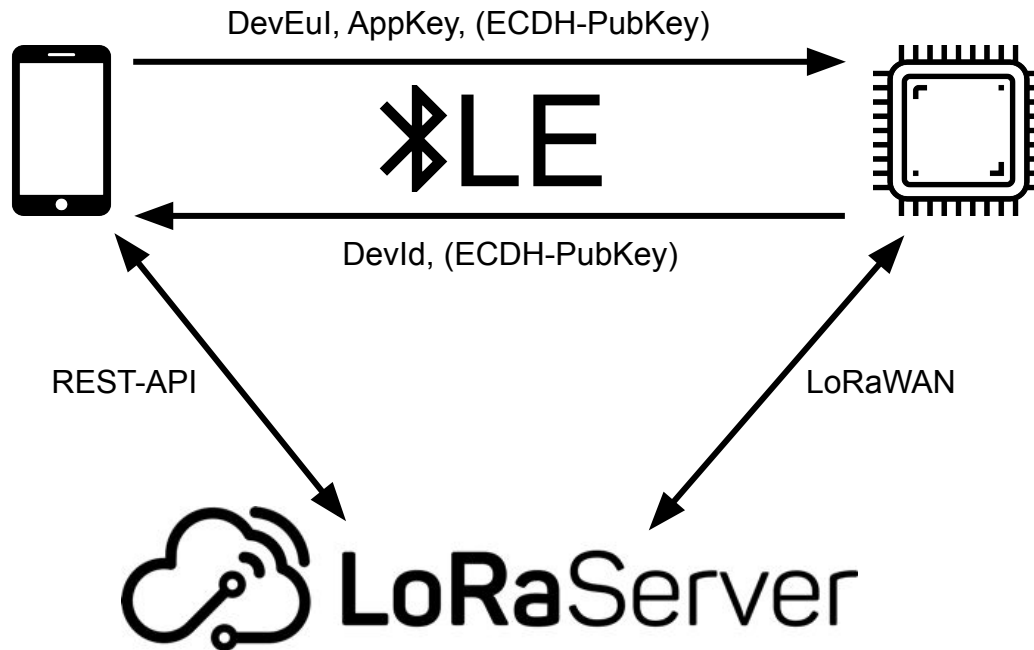 DevEuI, AppKey, (ECDH-PubKey)
LE
DevId, (ECDH-PubKey)
REST-API
LoRaWAN
LoRaServer